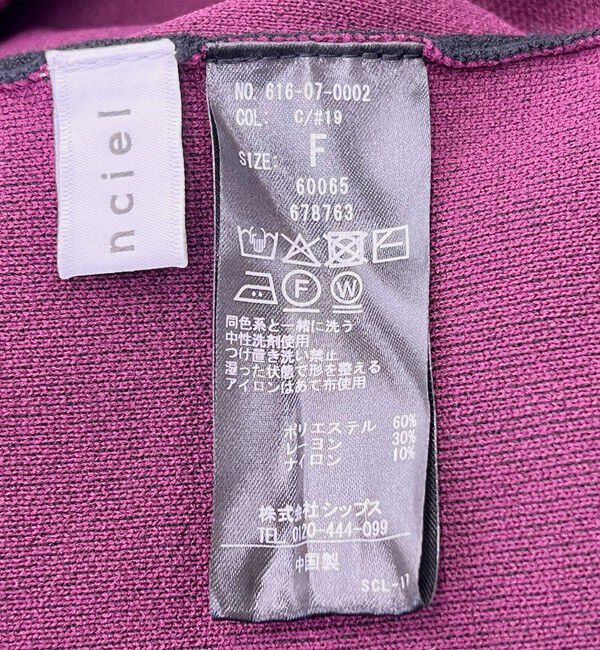 nciel
NO. 616-07-0002
COL: C/#19
SIZE: F
60065
678763
F
W
同色系と一緒に洗う
中性洗剤使用
つけ置き洗い禁止
湿った状態で形を整える
アイロンはあて布使用
ポリエステル 60%
レーヨン 30%
ナイロン 10%
株式会社シップス
TEL 0120-444-099
中国製
SCL-11